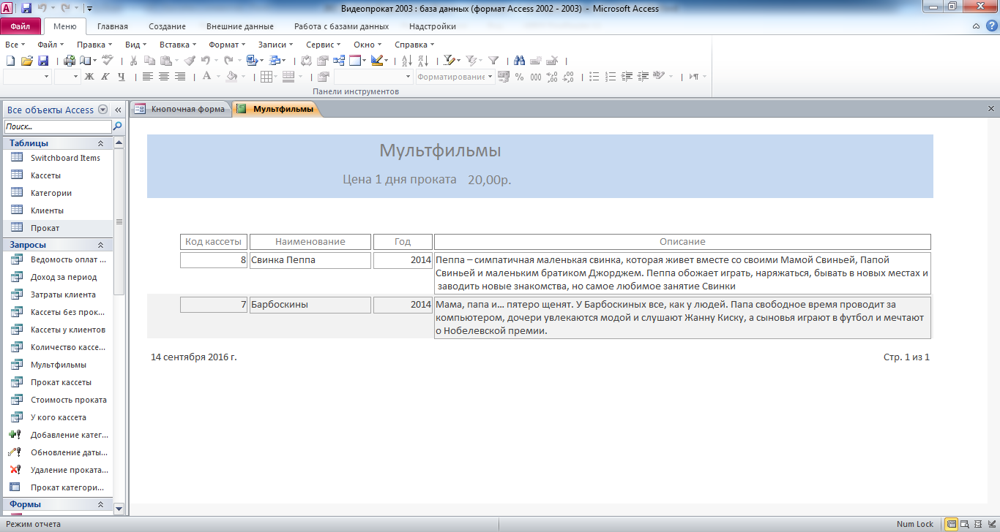 Видеопрокат 2003 : база данных (формат Access 2002 - 2003) - Microsoft Access
Файл Меню Главная Создание Внешние данные Работа с базами данных Надстройки
Все Файл Правка Вид Вставка Формат Записи Сервис Окно Справка
Ж К Ч Форматирование % 000
Панели инструментов
Все объекты Access «
Поиск...
Таблицы
Switchboard Items
Кассеты
Категории
Клиенты
Прокат
Запросы
Ведомость оплат ...
Доход за период
Затраты клиента
Кассеты без прок...
Кассеты у клиентов
Количество кассе...
Мультфильмы
Прокат кассеты
Стоимость проката
У кого кассета
Добавление катег...
Обновление даты...
Удаление проката...
Прокат категори...
Формы
Кнопочная форма Мультфильмы
Мультфильмы
Цена 1 дня проката 20,00р.
Код кассеты Наименование Год Описание
8 Свинка Пеппа 2014 Пеппа – симпатичная маленькая свинка, которая живет вместе со своими Мамой Свиньей, Папой
Свиньей и маленьким братиком Джорджем. Пеппа обожает играть, наряжаться, бывать в новых местах и
заводить новые знакомства, но самое любимое занятие Свинки
7 Барбоскины 2014 Мама, папа и... пятеро щенят. У Барбоскиных все, как у людей. Папа свободное время проводит за
компьютером, дочери увлекаются модой и слушают Жанну Киску, а сыновья играют в футбол и мечтают
о Нобелевской премии.
14 сентября 2016 г. Стр. 1 из 1
Режим отчета Num Lock